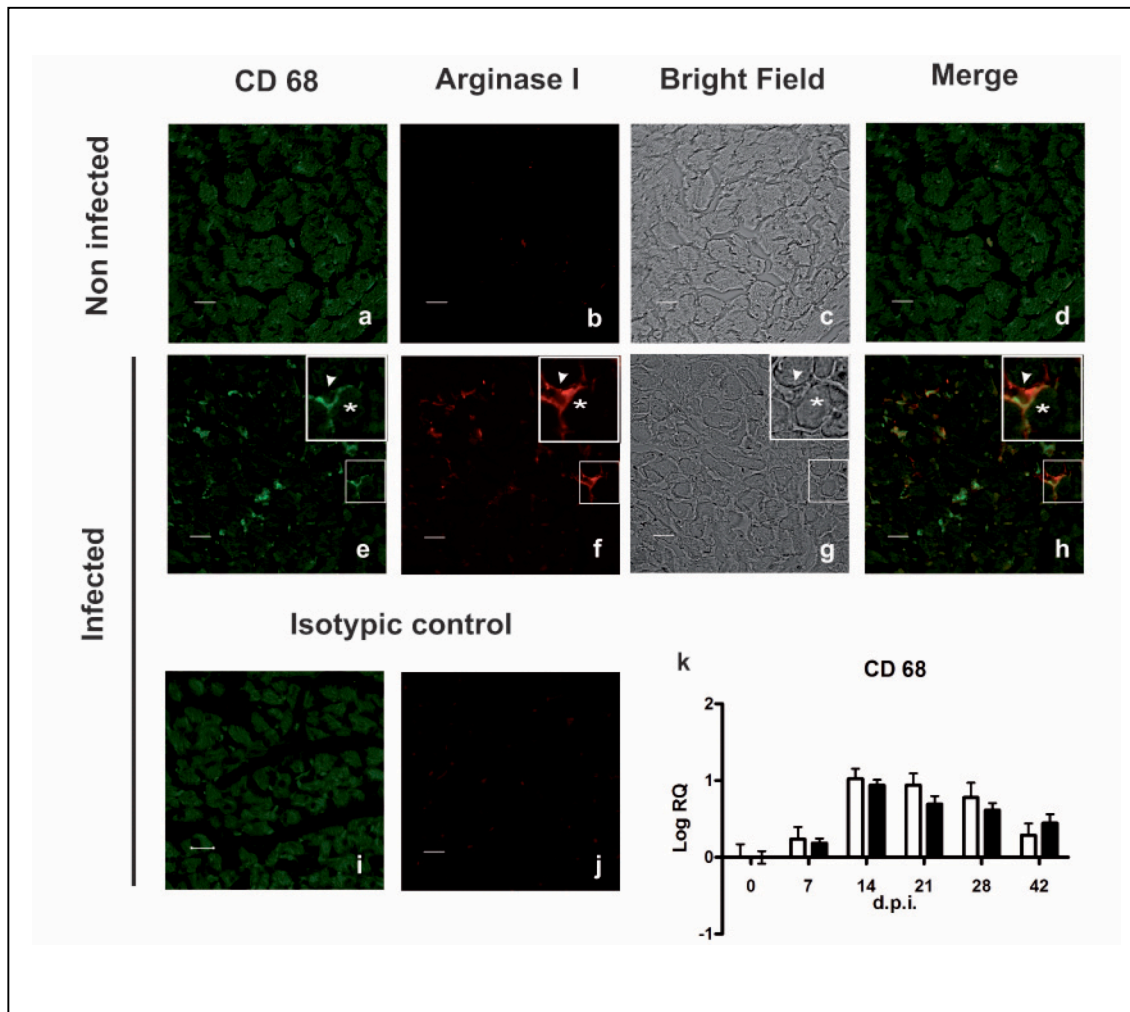 CD 68 Arginase I Bright Field Merge
Non infected
a b c d
Infected
* * * *
e f g h
Isotypic control
i j
k
CD 68
Log RQ
2
1
0
-1
0 7 14 21 28 42
d.p.i.